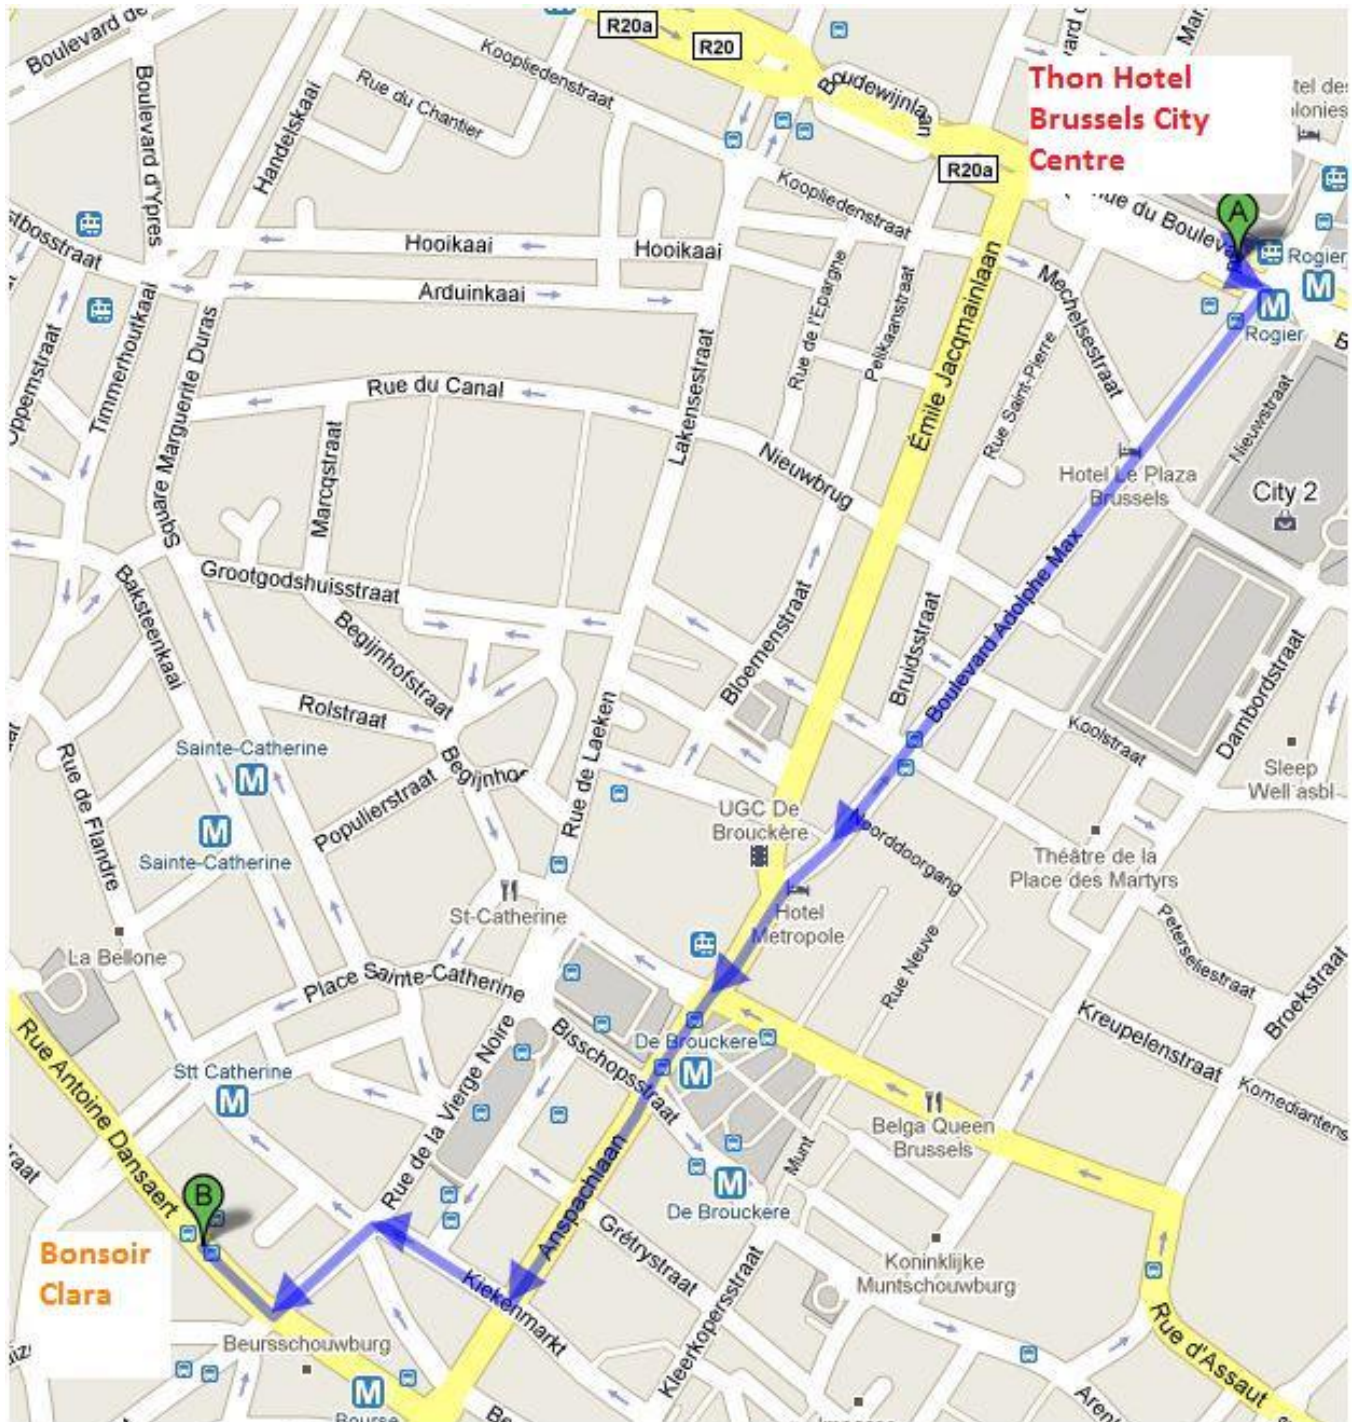 Boulevard de
R20a
R20
Koopliedenstraat
Boulevard d'Ypres
Rue du Chantier
Handelskaai
Boudewijnlaan
Thon Hotel
Brussels City
Centre
R20a
Koopliedenstraat
A
Rogier
M
M
Rogier
Hooikaai
Hooikaai
Arduinkaai
Mechelsestraat
Rue de l'Epargne
Pelikaanstraat
Émile Jacqmainlaan
Rue Saint-Pierre
Timmerhoutkaai
Square Marguerite Duras
Rue du Canal
Lakensestraat
Nieuwstraat
Marcqstraat
Nieuwbrug
Hotel Le Plaza
Brussels
City 2
Boulevard Adolphe Max
Baksteenkaai
Grootgodshuisstraat
Begijnhofstraat
Bloemenstraat
Bruidsstraat
Dambordstraat
Rolstraat
Koolstraat
Sainte-Catherine
M
M
Sainte-Catherine
Rue de Flandre
Populierstraat
Rue de Laeken
UGC De
Brouckère
Noorddoorgang
Sleep
Well asbl
Théâtre de la
Place des Martyrs
St-Catherine
Hotel
Metropole
Rue Neuve
Peterseliestraat
La Bellone
Place Sainte-Catherine
Broekstraat
Kreupelenstraat
Rue Antoine Dansaert
Stt Catherine
M
Rue de la Vierge Noire
Bisschopsstraat
De Brouckere
M
Belga Queen
Brussels
Munt
M
De Brouckère
B
Bonsoir
Clara
Anspachlaan
Grétrystraat
Koninklijke
Muntschouwburg
Kiekenmarkt
Kleerkopersstraat
Rue d'Assaut
Beursschouwburg
M
Bourse